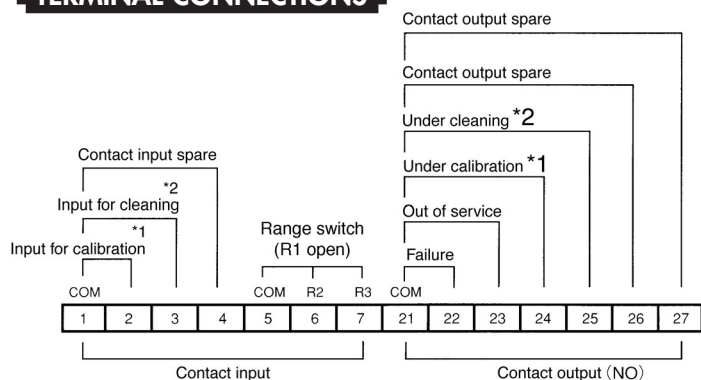 TERMINAL CONNECTIONS
Contact output spare
Contact output spare
Under cleaning *2
Contact input spare
Under calibration *1
*2
Input for cleaning
Out of service
*1
Range switch
Input for calibration
(R1 open)
Failure
COM COM R2 R3 COM
1 2 3 4 5 6 7 21 22 23 24 25 26 27
Contact input
Contact output (NO)